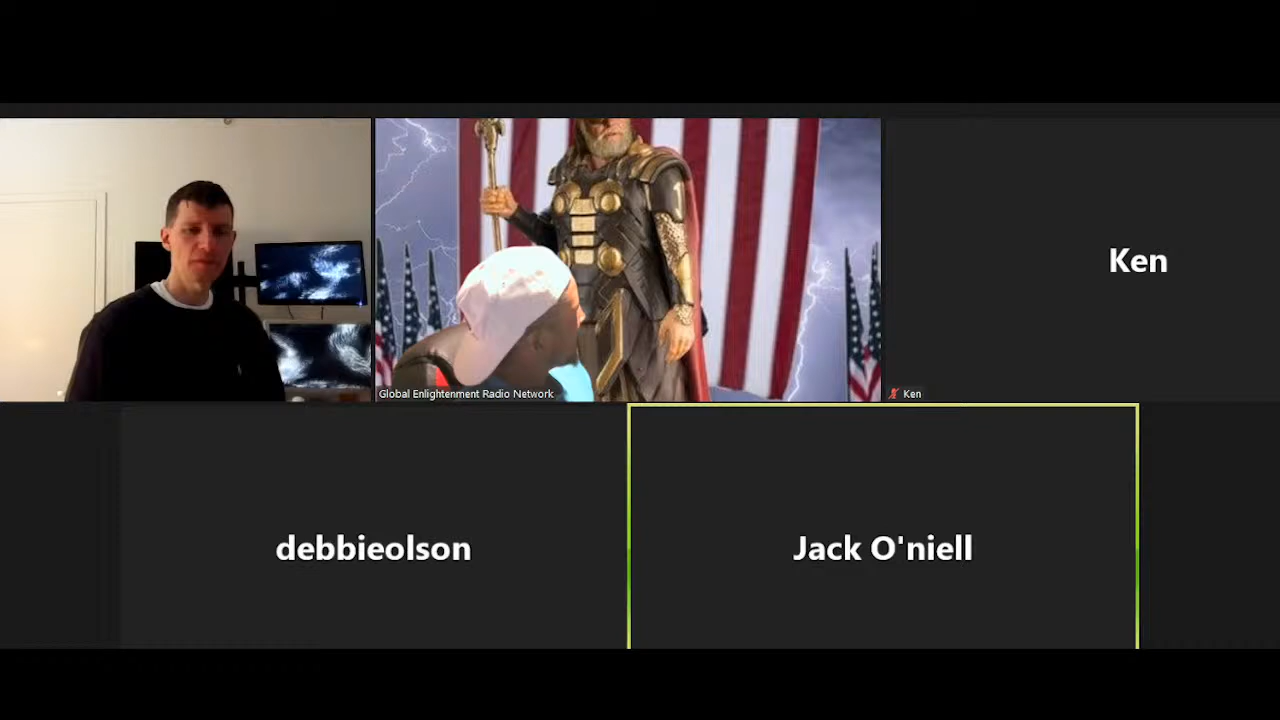 Ken
Global Enlightenment Radio Network
Ken
debbieolson
Jack O'niell